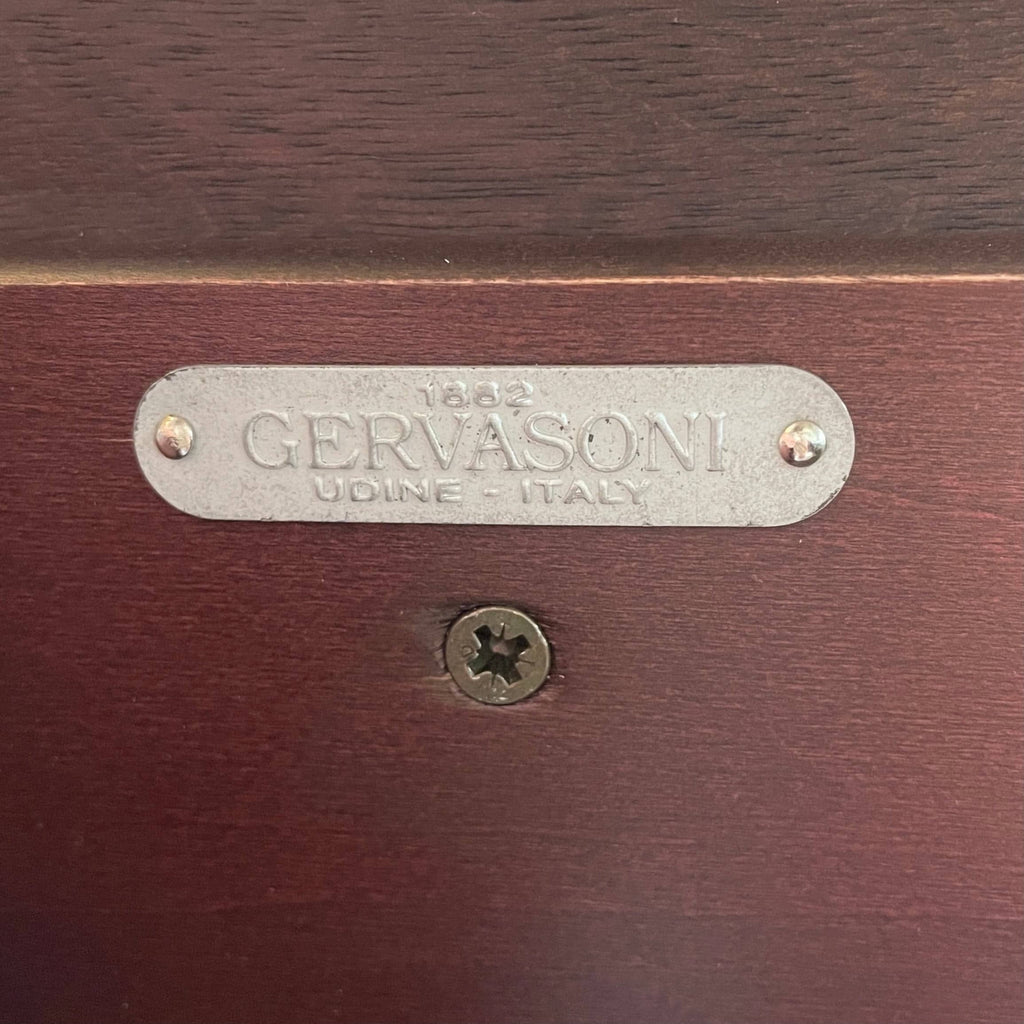 1882
GERVASONI
UDINE - ITALY